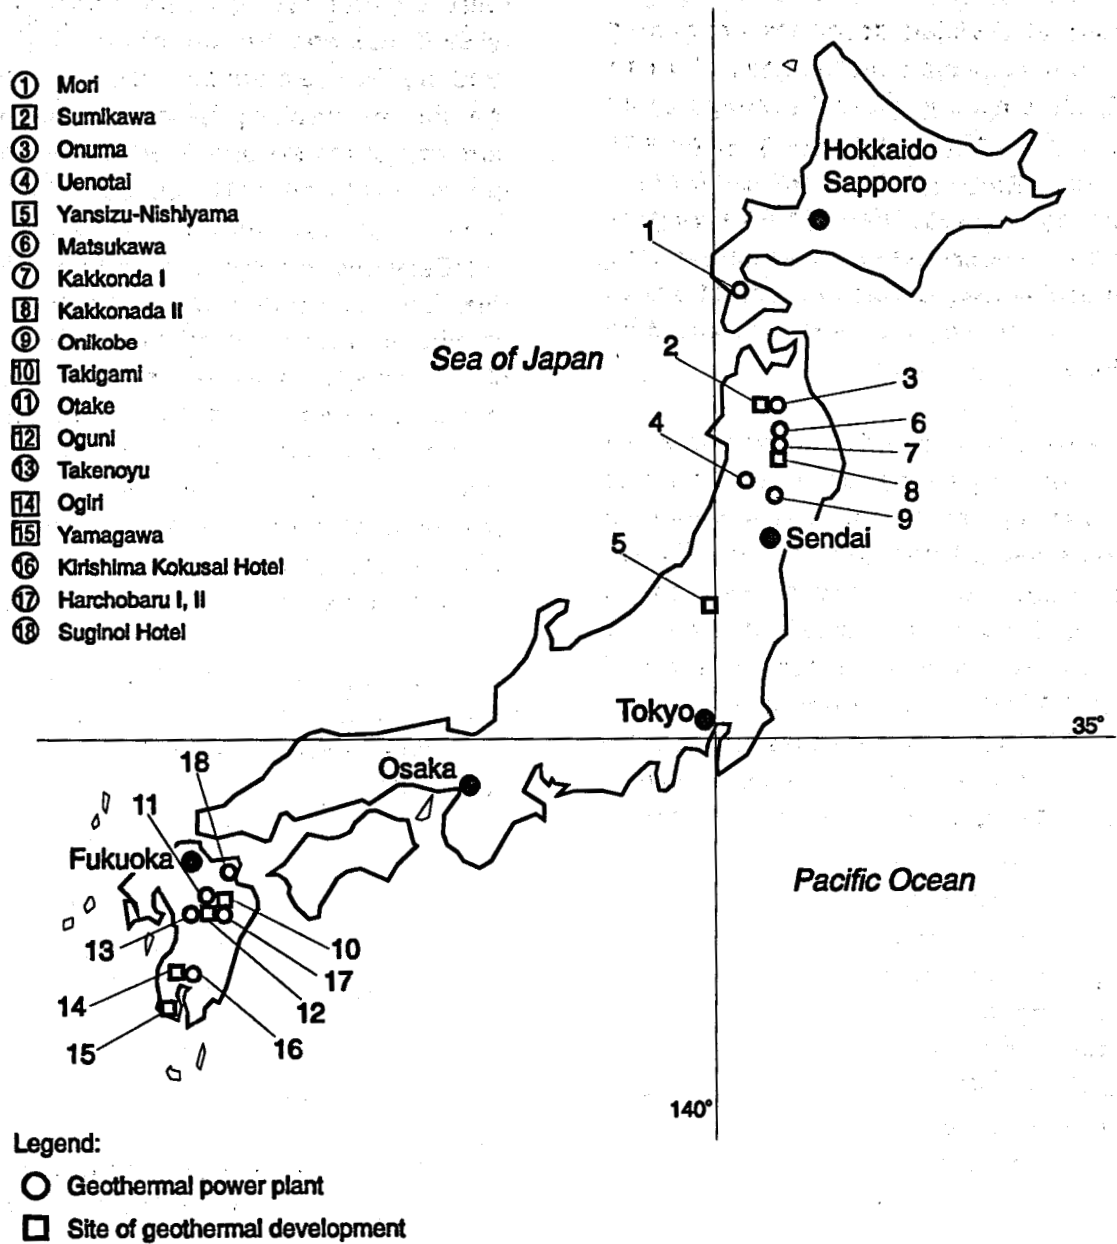 1 Mori
2 Sumikawa
3 Onuma
4 Uenotai
5 Yansizu-Nishiyama
6 Matsukawa
7 Kakkonda I
8 Kakkonada II
9 Onikobe
10 Takigami
11 Otake
12 Oguni
13 Takenoyu
14 Ogiri
15 Yamagawa
16 Kirishima Kokusai Hotel
17 Harchobaru I, II
18 Suginoi Hotel
Hokkaido
Sapporo
1
Sea of Japan
2
3
4
6
7
8
9
Sendai
5
Tokyo
35°
18
Osaka
11
Fukuoka
Pacific Ocean
13
10
17
14
12
15
16
140°
Legend:
Geothermal power plant
Site of geothermal development